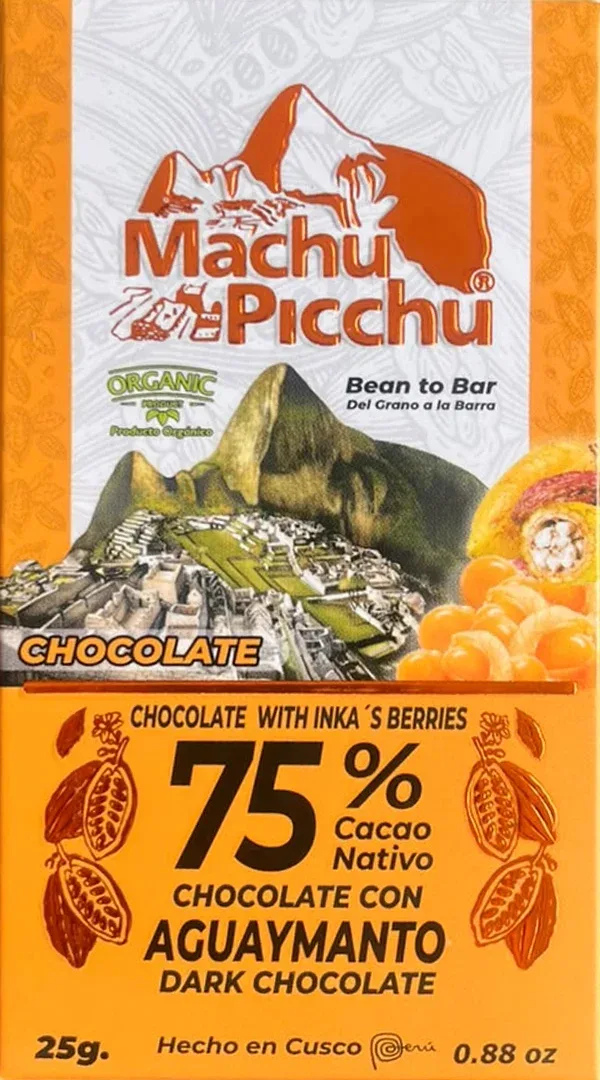 Machu
Picchu®
ORGANIC
PRODUCT
Producto Orgánico
Bean to Bar
Del Grano a la Barra
CHOCOLATE
CHOCOLATE WITH INKA´S BERRIES
75%
Cacao
Nativo
CHOCOLATE CON
AGUAYMANTO
DARK CHOCOLATE
25g.
Hecho en Cusco Perú
0.88 oz